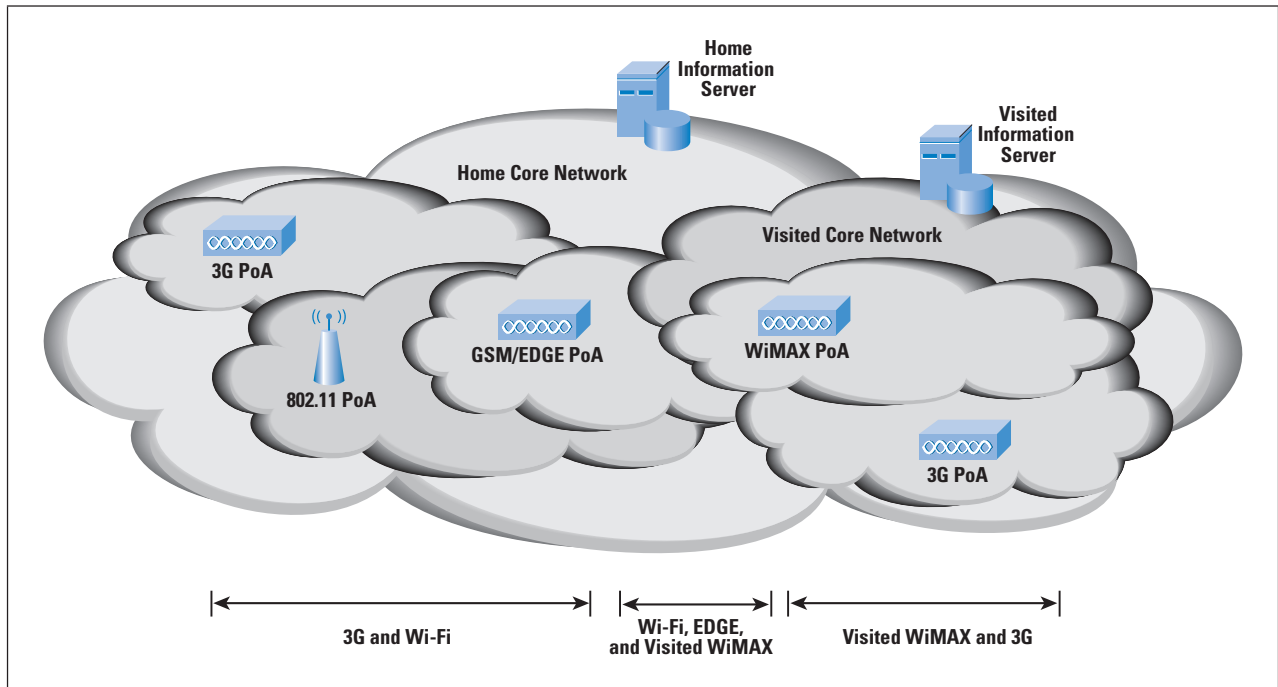 Home
Information
Server
Visited
Information
Server
Home Core Network
Visited Core Network
3G PoA
802.11 PoA
GSM/EDGE PoA
WiMAX PoA
3G PoA
3G and Wi-Fi
Wi-Fi, EDGE,
and Visited WiMAX
Visited WiMAX and 3G